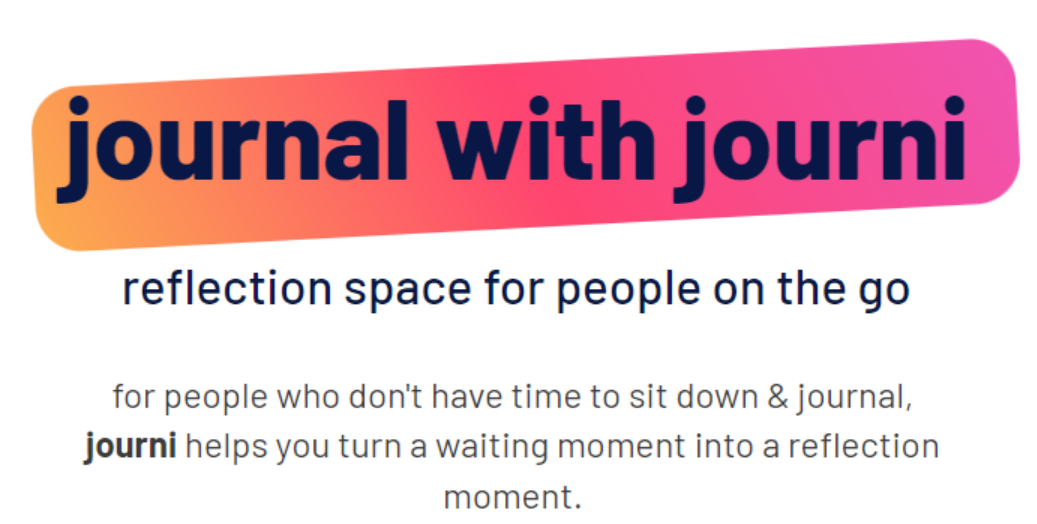 journal with journi
reflection space for people on the go
for people who don't have time to sit down & journal,
journi helps you turn a waiting moment into a reflection
moment.